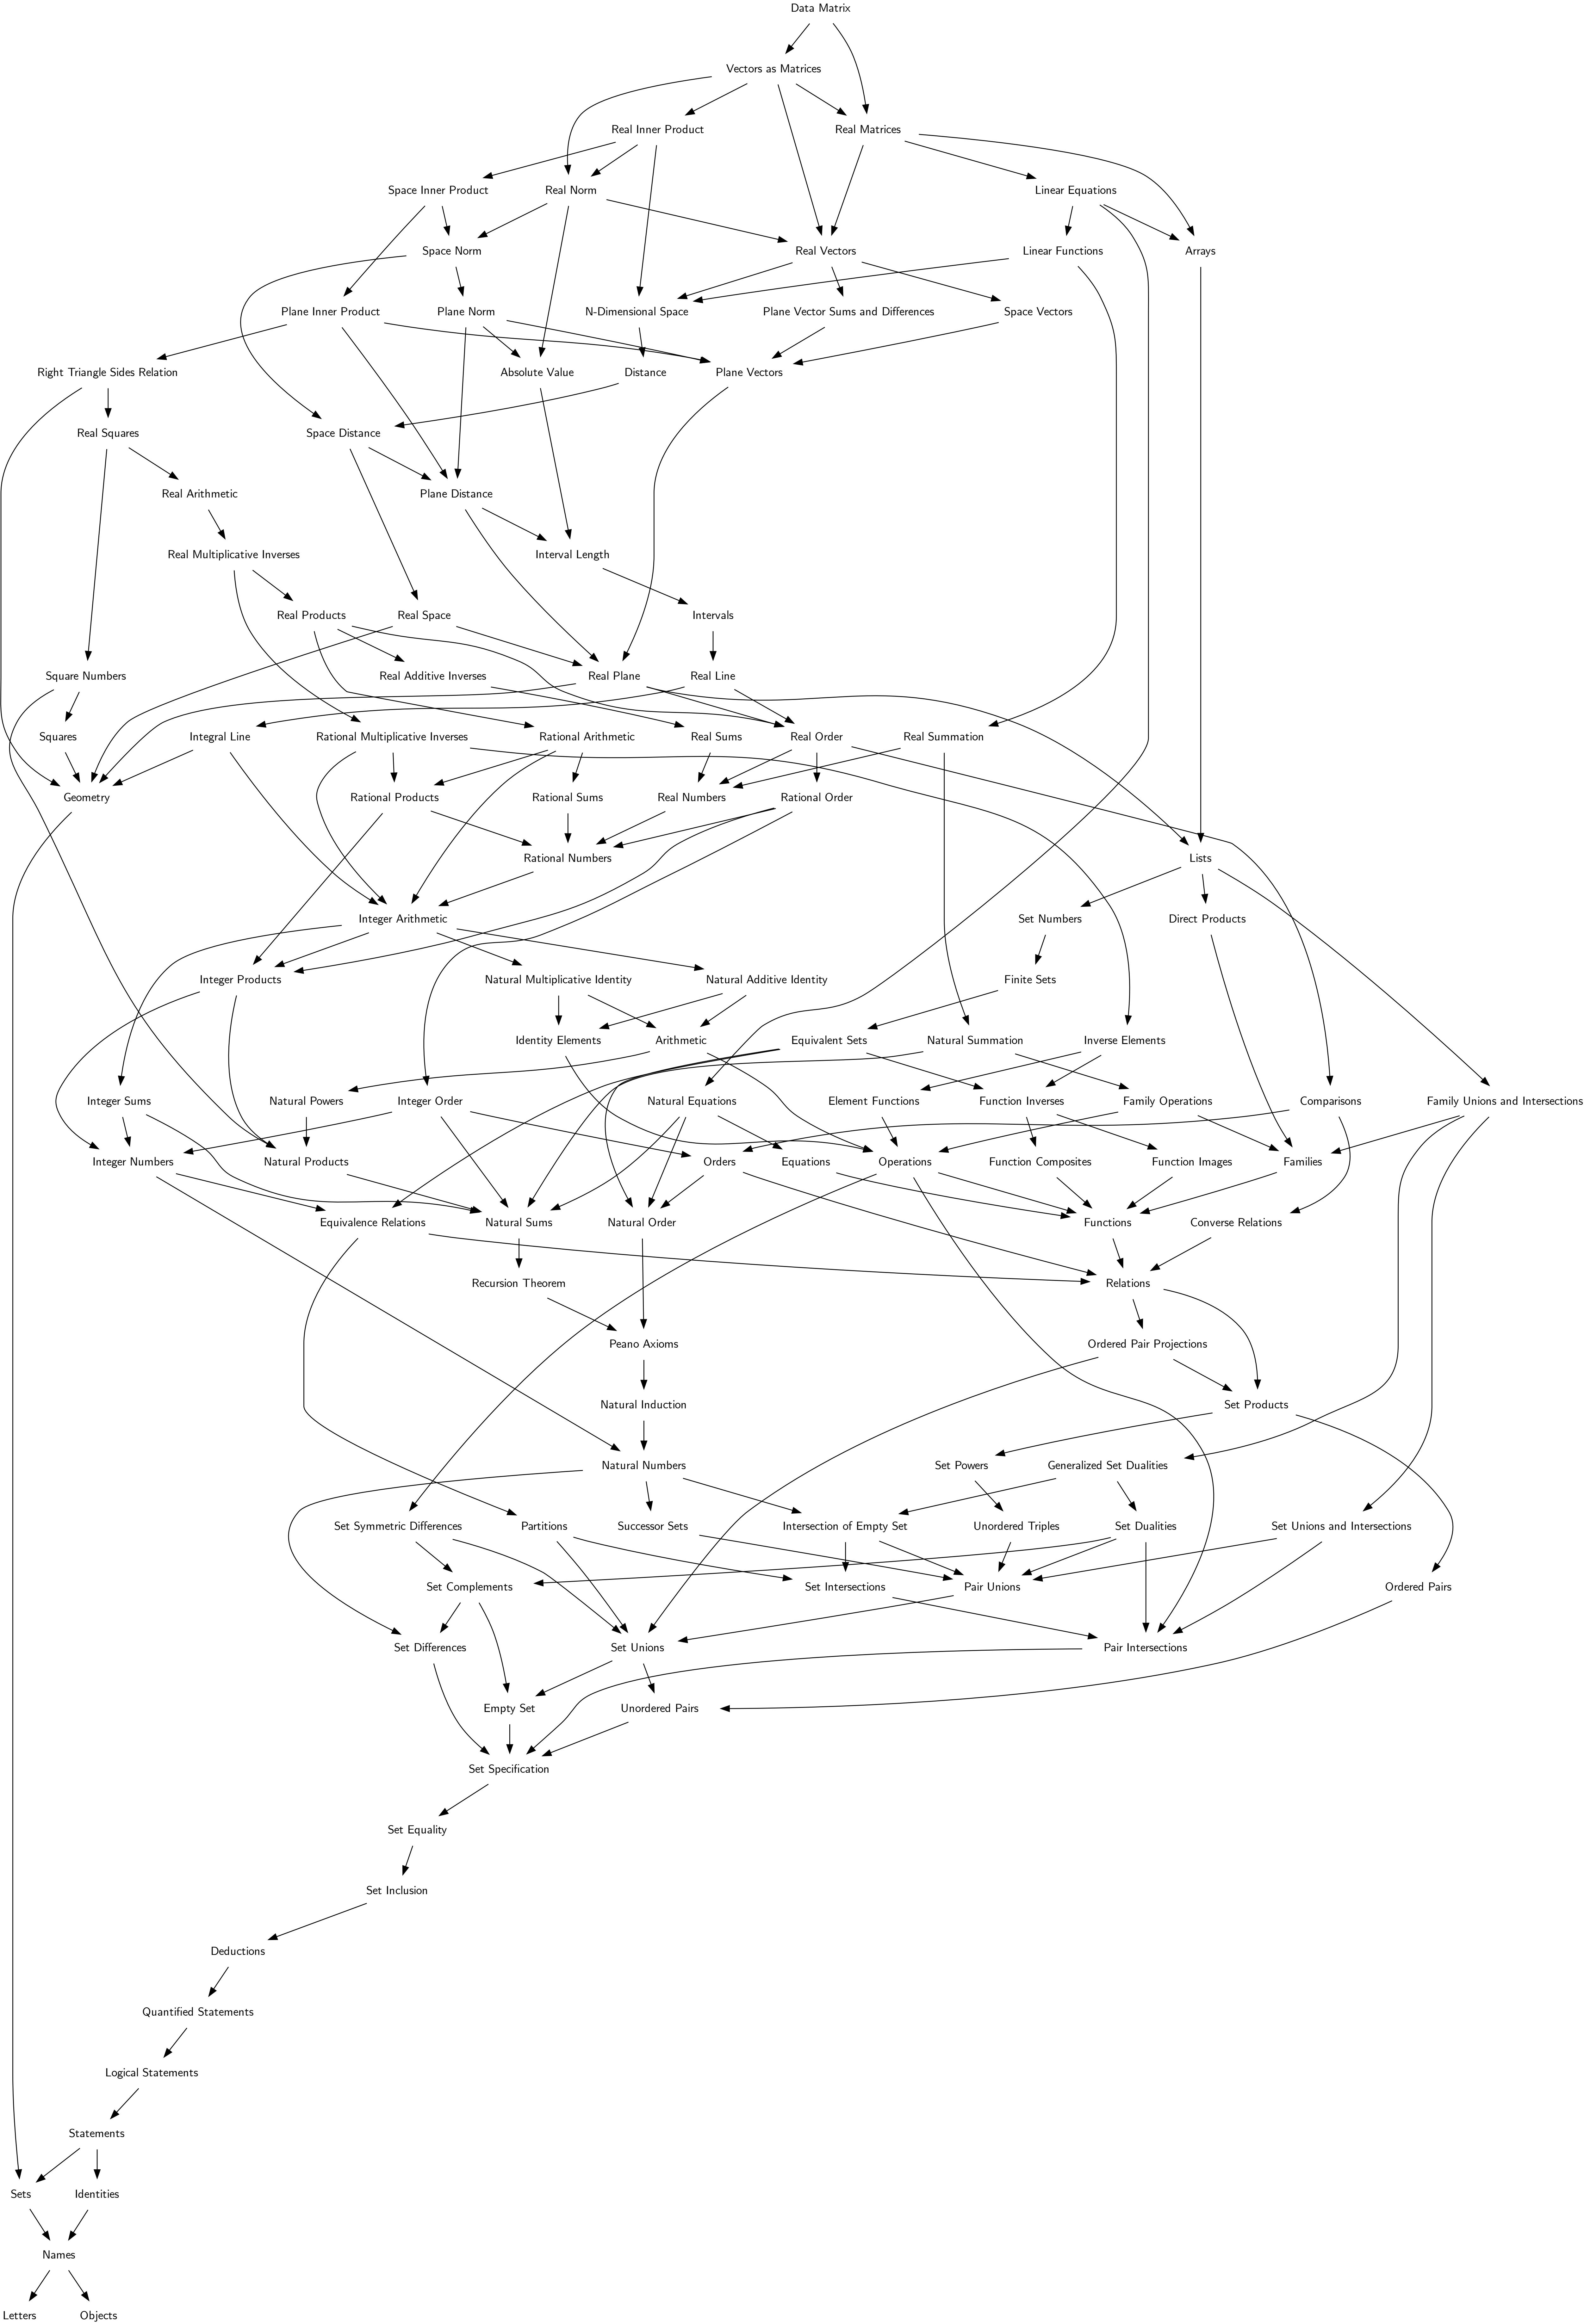 Data Matrix
Vectors as Matrices
Real Inner Product
Real Matrices
Space Inner Product
Real Norm
Linear Equations
Space Norm
Real Vectors
Linear Functions
Arrays
Plane Inner Product
Plane Norm
N-Dimensional Space
Plane Vector Sums and Differences
Space Vectors
Right Triangle Sides Relation
Absolute Value
Distance
Plane Vectors
Real Squares
Space Distance
Real Arithmetic
Plane Distance
Real Multiplicative Inverses
Interval Length
Real Products
Real Space
Intervals
Square Numbers
Real Additive Inverses
Real Plane
Real Line
Squares
Integral Line
Rational Multiplicative Inverses
Rational Arithmetic
Real Sums
Real Order
Real Summation
Geometry
Rational Products
Rational Sums
Real Numbers
Rational Order
Rational Numbers
Lists
Integer Arithmetic
Set Numbers
Direct Products
Integer Products
Natural Multiplicative Identity
Natural Additive Identity
Finite Sets
Identity Elements
Arithmetic
Equivalent Sets
Natural Summation
Inverse Elements
Integer Sums
Natural Powers
Integer Order
Natural Equations
Element Functions
Function Inverses
Family Operations
Comparisons
Family Unions and Intersections
Integer Numbers
Natural Products
Orders
Equations
Operations
Function Composites
Function Images
Families
Equivalence Relations
Natural Sums
Natural Order
Functions
Converse Relations
Recursion Theorem
Relations
Peano Axioms
Ordered Pair Projections
Natural Induction
Set Products
Natural Numbers
Set Powers
Generalized Set Dualities
Set Symmetric Differences
Partitions
Successor Sets
Intersection of Empty Set
Unordered Triples
Set Dualities
Set Unions and Intersections
Set Complements
Set Intersections
Pair Unions
Ordered Pairs
Set Differences
Set Unions
Pair Intersections
Empty Set
Unordered Pairs
Set Specification
Set Equality
Set Inclusion
Deductions
Quantified Statements
Logical Statements
Statements
Sets
Identities
Names
Letters
Objects